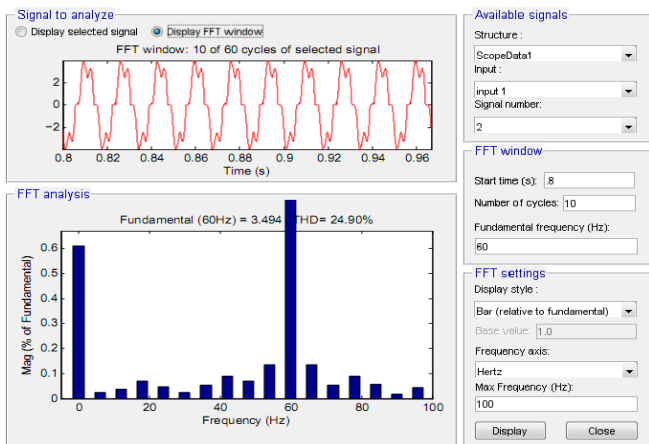 Signal to analyze
Display selected signal Display FFT window
FFT window: 10 of 60 cycles of selected signal
4
2
0
−2
0.8 0.82 0.84 0.86 0.88 0.9 0.92 0.94 0.96
Time (s)
FFT analysis
Fundamental (60Hz) = 3.494 THD= 24.90%
0.6
0.5
0.4
0.3
0.2
0.1
0
Mag (% of Fundamental)
0 20 40 60 80 100
Frequency (Hz)
Available signals
Structure :
ScopeData1
Input :
input 1
Signal number:
2
FFT window
Start time (s): .8
Number of cycles: 10
Fundamental frequency (Hz):
60
FFT settings
Display style :
Bar (relative to fundamental)
Base value: 1.0
Frequency axis:
Hertz
Max Frequency (Hz):
100
Display Close